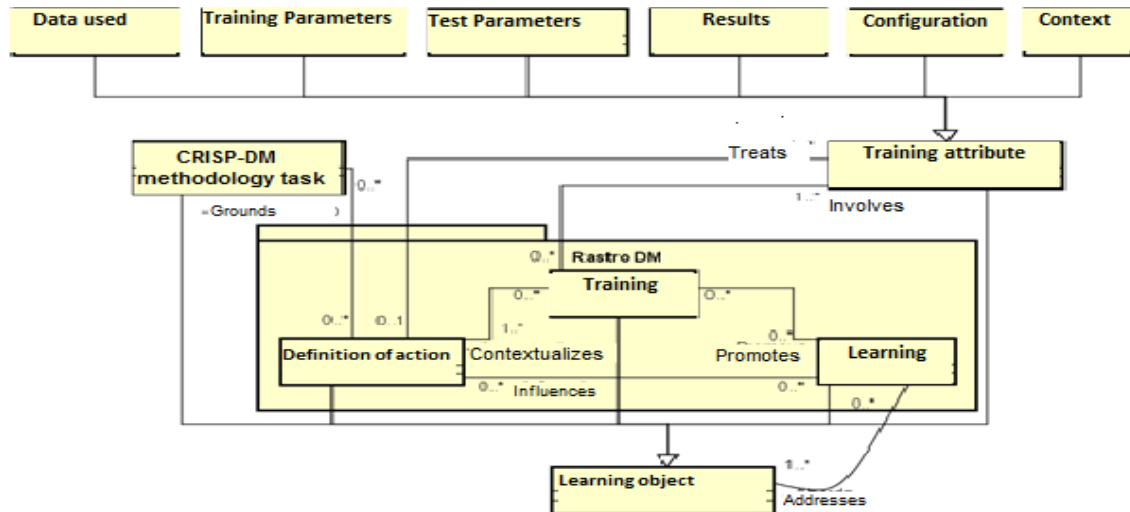 Data used
Training Parameters
Test Parameters
Results
Configuration
Context
CRISP-DM
methodology task
Treats
Training attribute
0..*
Grounds
1..*
Involves
Rastro DM
0..*
Training
0..*
0..*
0..*
0..1
1..*
0..*
Definition of action
Contextualizes
Promotes
Learning
0..*
Influences
0..*
0..*
Learning object
1..*
Addresses